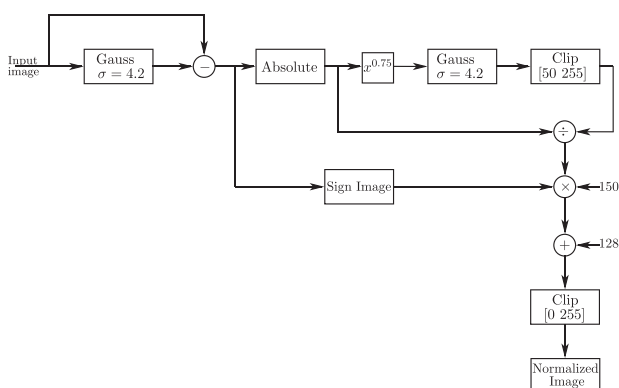 Input
image
Gauss
σ = 4.2
−
Absolute
x^0.75
Gauss
σ = 4.2
Clip
[50 255]
÷
Sign Image
×
150
+
128
Clip
[0 255]
Normalized
Image